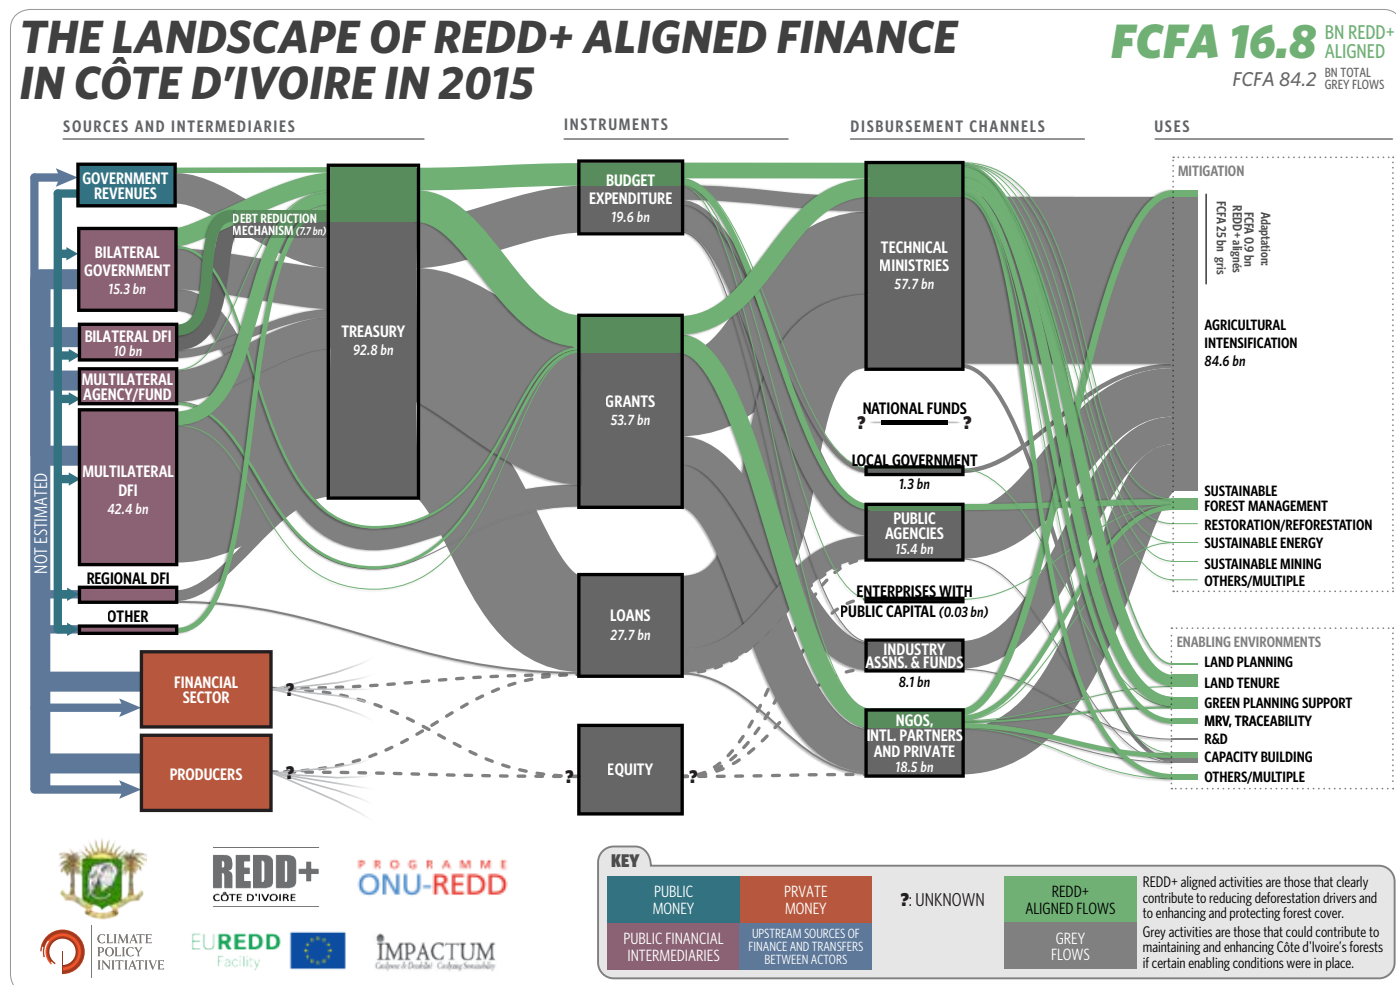 THE LANDSCAPE OF REDD+ ALIGNED FINANCE
IN CÔTE D'IVOIRE IN 2015
FCFA 16.8 BN REDD+
ALIGNED
FCFA 84.2 BN TOTAL
GREY FLOWS
SOURCES AND INTERMEDIARIES
INSTRUMENTS
DISBURSEMENT CHANNELS
USES
GOVERNMENT
REVENUES
BILATERAL
GOVERNMENT
15.3 bn
BILATERAL DFI
10 bn
MULTILATERAL
AGENCY/FUND
MULTILATERAL
DFI
42.4 bn
REGIONAL DFI
OTHER
NOT ESTIMATED
FINANCIAL
SECTOR
?
PRODUCERS
?
DEBT REDUCTION
MECHANISM (7.7 bn)
TREASURY
92.8 bn
BUDGET
EXPENDITURE
19.6 bn
GRANTS
53.7 bn
LOANS
27.7 bn
?
EQUITY
?
TECHNICAL
MINISTRIES
57.7 bn
NATIONAL FUNDS
?
?
LOCAL GOVERNMENT
1.3 bn
PUBLIC
AGENCIES
15.4 bn
ENTERPRISES WITH
PUBLIC CAPITAL (0.03 bn)
INDUSTRY
ASSNS. & FUNDS
8.1 bn
NGOS,
INTL. PARTNERS
AND PRIVATE
18.5 bn
MITIGATION
Adaptation:
FCFA 0.9 bn
REDD+ alignés
FCFA 25 bn gris
AGRICULTURAL
INTENSIFICATION
84.6 bn
SUSTAINABLE
FOREST MANAGEMENT
RESTORATION/REFORESTATION
SUSTAINABLE ENERGY
SUSTAINABLE MINING
OTHERS/MULTIPLE
ENABLING ENVIRONMENTS
LAND PLANNING
LAND TENURE
GREEN PLANNING SUPPORT
MRV, TRACEABILITY
R&D
CAPACITY BUILDING
OTHERS/MULTIPLE
REDD+
CÔTE D'IVOIRE
PROGRAMME
ONU-REDD
CLIMATE
POLICY
INITIATIVE
EUREDD
Facility
IMPACTUM
KEY
PUBLIC
MONEY
PRVATE
MONEY
PUBLIC FINANCIAL
INTERMEDIARIES
UPSTREAM SOURCES OF
FINANCE AND TRANSFERS
BETWEEN ACTORS
?: UNKNOWN
REDD+
ALIGNED FLOWS
GREY
FLOWS
REDD+ aligned activities are those that clearly
contribute to reducing deforestation drivers and
to enhancing and protecting forest cover.
Grey activities are those that could contribute to
maintaining and enhancing Côte d'Ivoire's forests
if certain enabling conditions were in place.